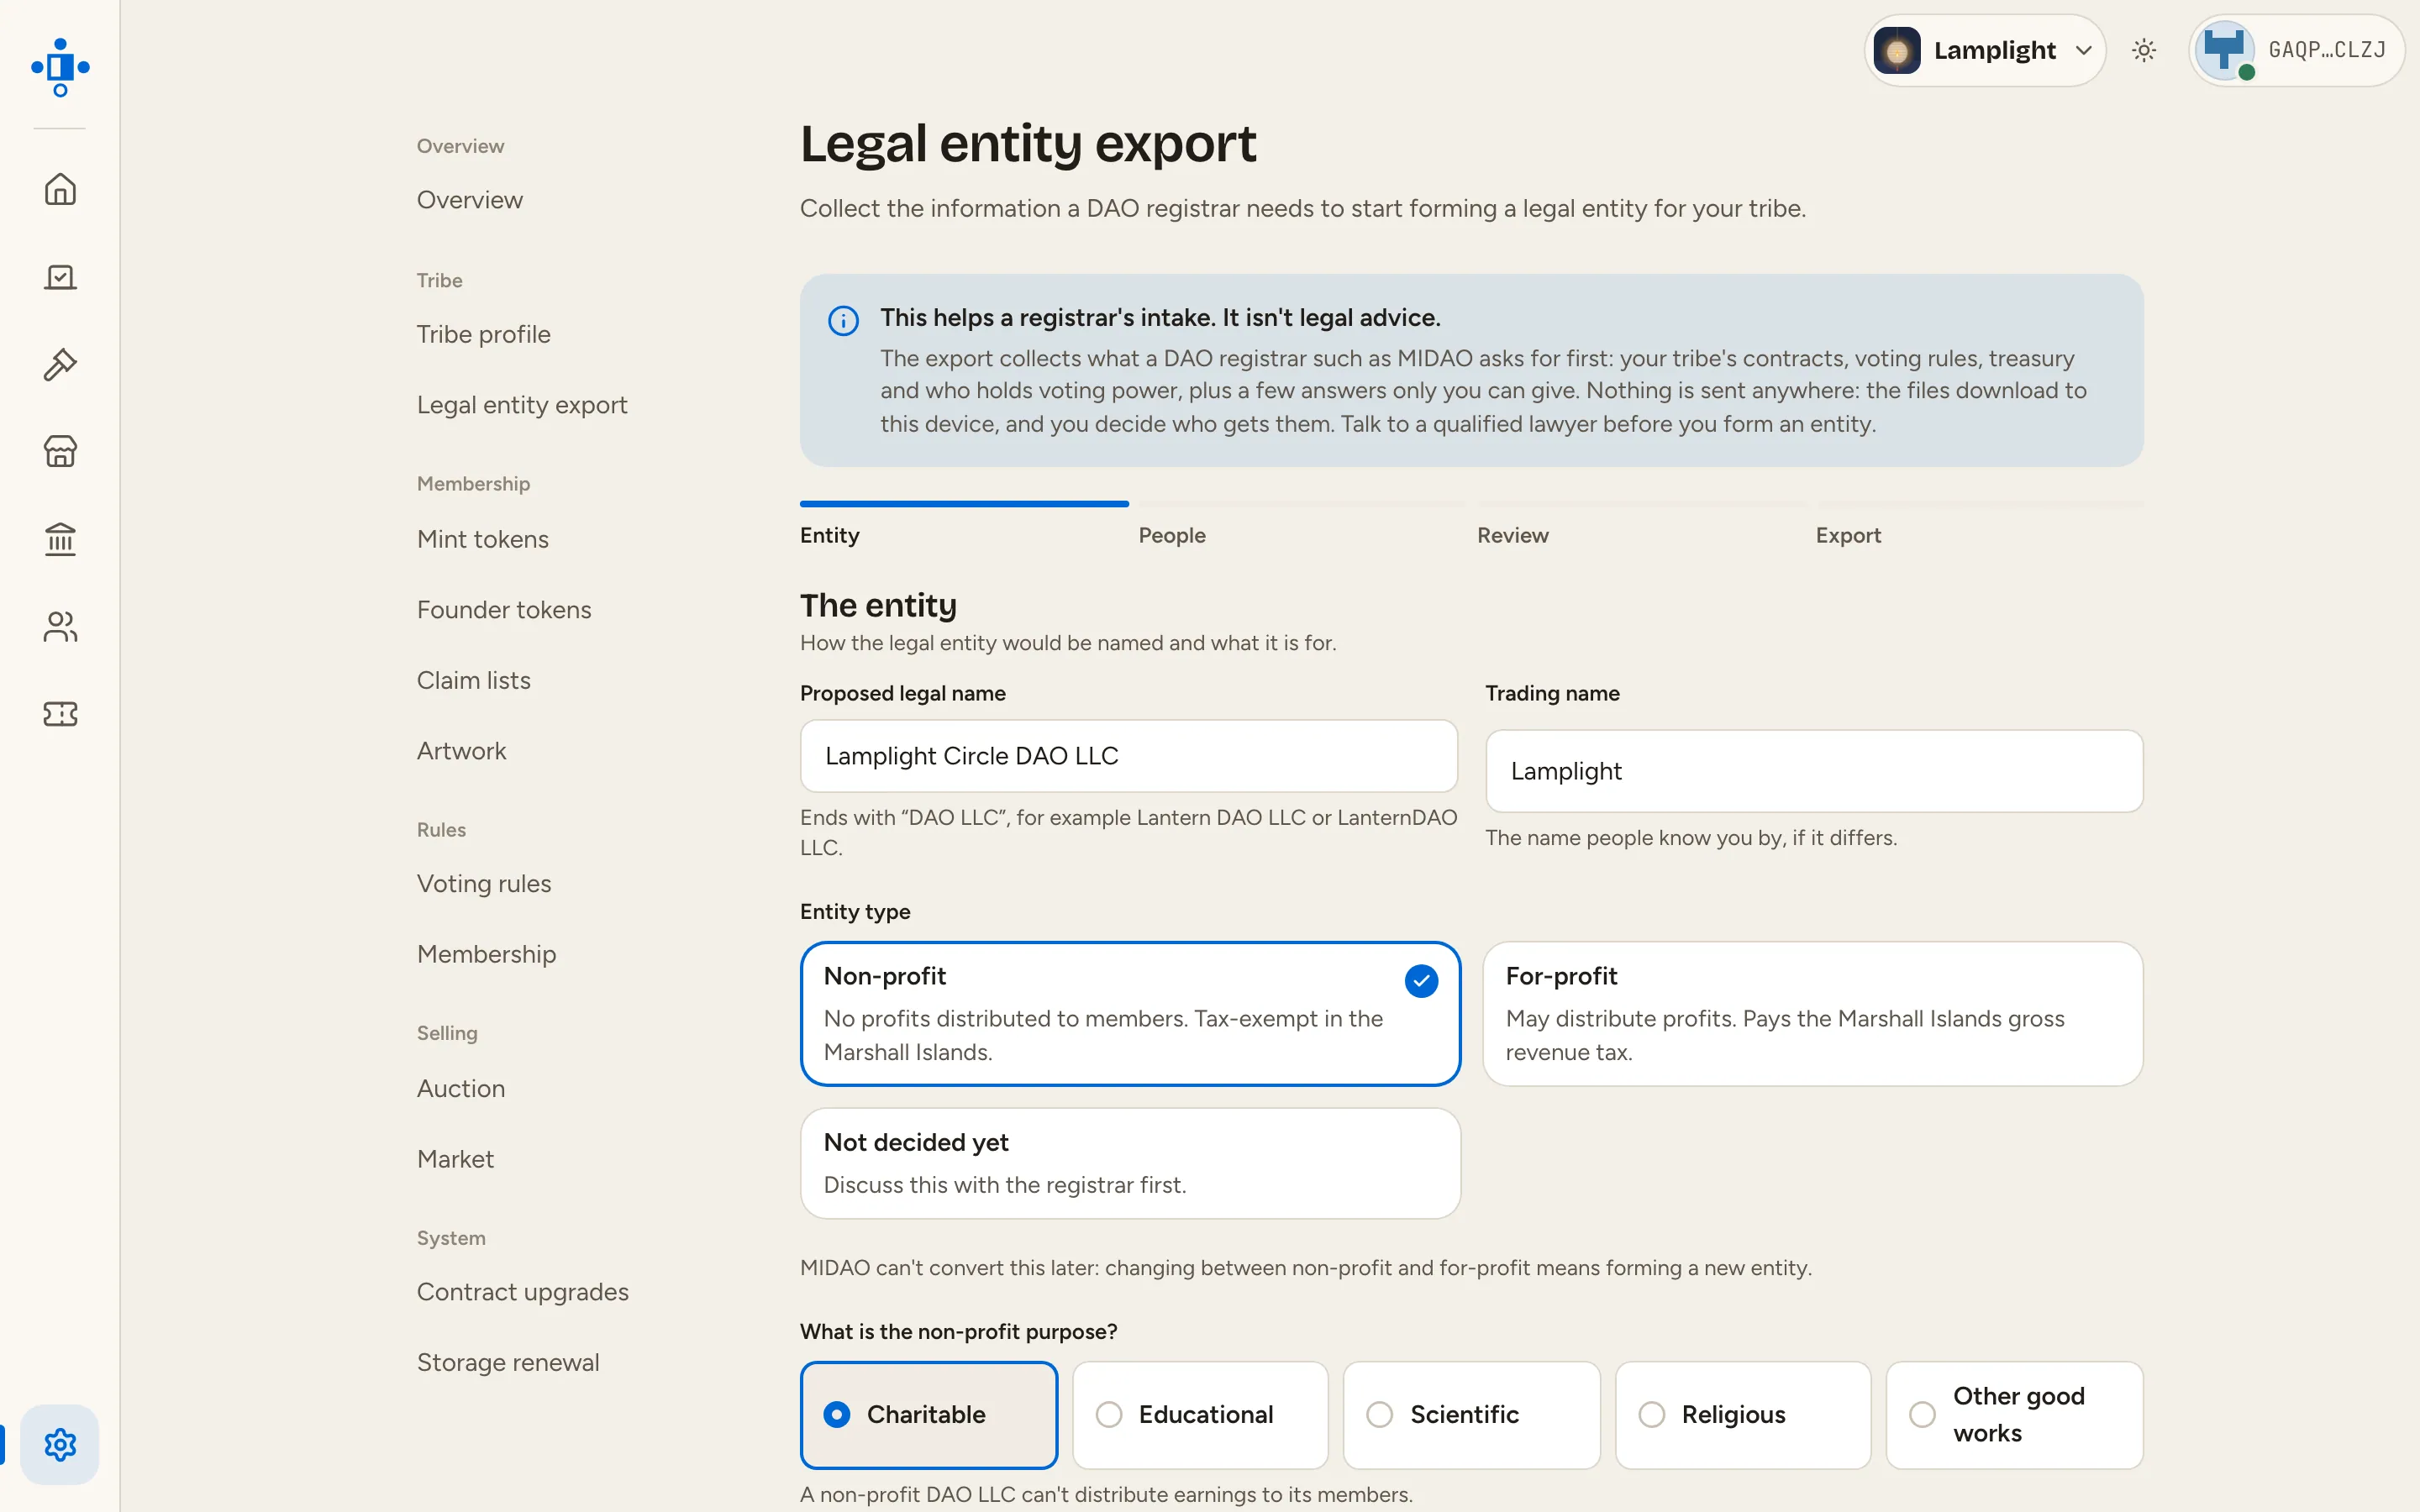 Lamplight
GAQP...CLZJ
Overview
Overview
Tribe
Tribe profile
Legal entity export
Membership
Mint tokens
Founder tokens
Claim lists
Artwork
Rules
Voting rules
Membership
Selling
Auction
Market
System
Contract upgrades
Storage renewal
Legal entity export
Collect the information a DAO registrar needs to start forming a legal entity for your tribe.
This helps a registrar's intake. It isn't legal advice.
The export collects what a DAO registrar such as MIDAO asks for first: your tribe's contracts, voting rules, treasury
and who holds voting power, plus a few answers only you can give. Nothing is sent anywhere: the files download to
this device, and you decide who gets them. Talk to a qualified lawyer before you form an entity.
Entity
People
Review
Export
The entity
How the legal entity would be named and what it is for.
Proposed legal name
Lamplight Circle DAO LLC
Ends with “DAO LLC”, for example Lantern DAO LLC or LanternDAO
LLC.
Trading name
Lamplight
The name people know you by, if it differs.
Entity type
Non-profit
No profits distributed to members. Tax-exempt in the
Marshall Islands.
For-profit
May distribute profits. Pays the Marshall Islands gross
revenue tax.
Not decided yet
Discuss this with the registrar first.
MIDAO can't convert this later: changing between non-profit and for-profit means forming a new entity.
What is the non-profit purpose?
Charitable
Educational
Scientific
Religious
Other good
works
A non-profit DAO LLC can't distribute earnings to its members.